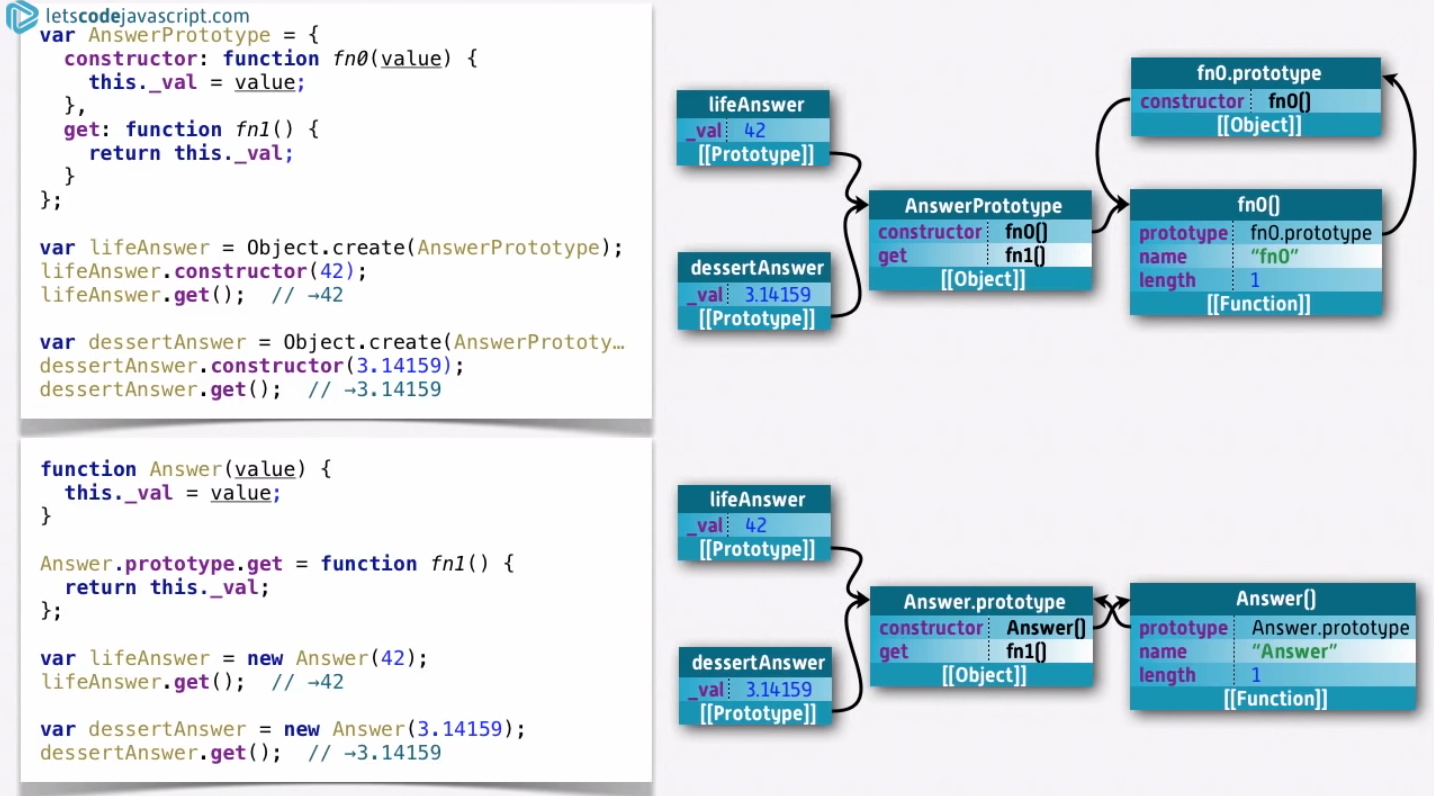 letscodejavascript.com
var AnswerPrototype = {
  constructor: function fn0(value) {
    this._val = value;
  },
  get: function fn1() {
    return this._val;
  }
};
var lifeAnswer = Object.create(AnswerPrototype);
lifeAnswer.constructor(42);
lifeAnswer.get();  // →42
var dessertAnswer = Object.create(AnswerPrototy…
dessertAnswer.constructor(3.14159);
dessertAnswer.get();  // →3.14159
lifeAnswer
_val 42
[[Prototype]]
dessertAnswer
_val 3.14159
[[Prototype]]
AnswerPrototype
constructor fn0()
get fn1()
[[Object]]
fn0.prototype
constructor fn0()
[[Object]]
fn0()
prototype fn0.prototype
name “fn0”
length 1
[[Function]]
function Answer(value) {
  this._val = value;
}
Answer.prototype.get = function fn1() {
  return this._val;
};
var lifeAnswer = new Answer(42);
lifeAnswer.get();  // →42
var dessertAnswer = new Answer(3.14159);
dessertAnswer.get();  // →3.14159
lifeAnswer
_val 42
[[Prototype]]
dessertAnswer
_val 3.14159
[[Prototype]]
Answer.prototype
constructor Answer()
get fn1()
[[Object]]
Answer()
prototype Answer.prototype
name “Answer”
length 1
[[Function]]